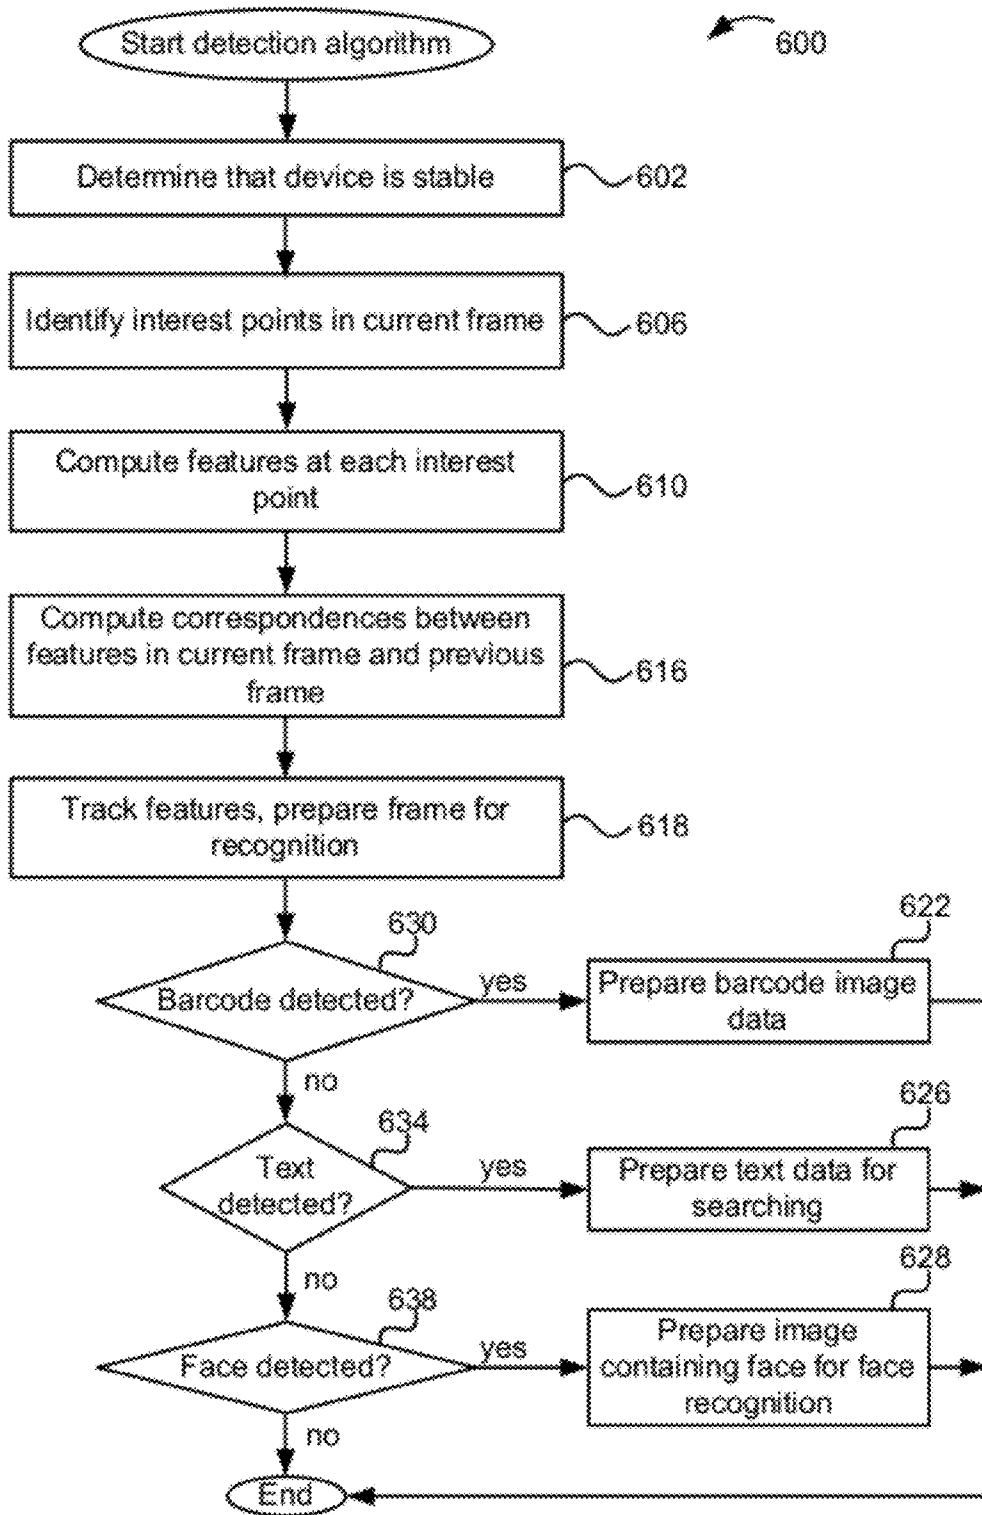 Start detection algorithm
600
Determine that device is stable
602
Identify interest points in current frame
606
Compute features at each interest
point
610
Compute correspondences between
features in current frame and previous
frame
616
Track features, prepare frame for
recognition
618
630
Barcode detected?
yes
622
Prepare barcode image
data
no
634
Text
detected?
yes
626
Prepare text data for
searching
no
638
Face detected?
yes
628
Prepare image
containing face for face
recognition
no
End